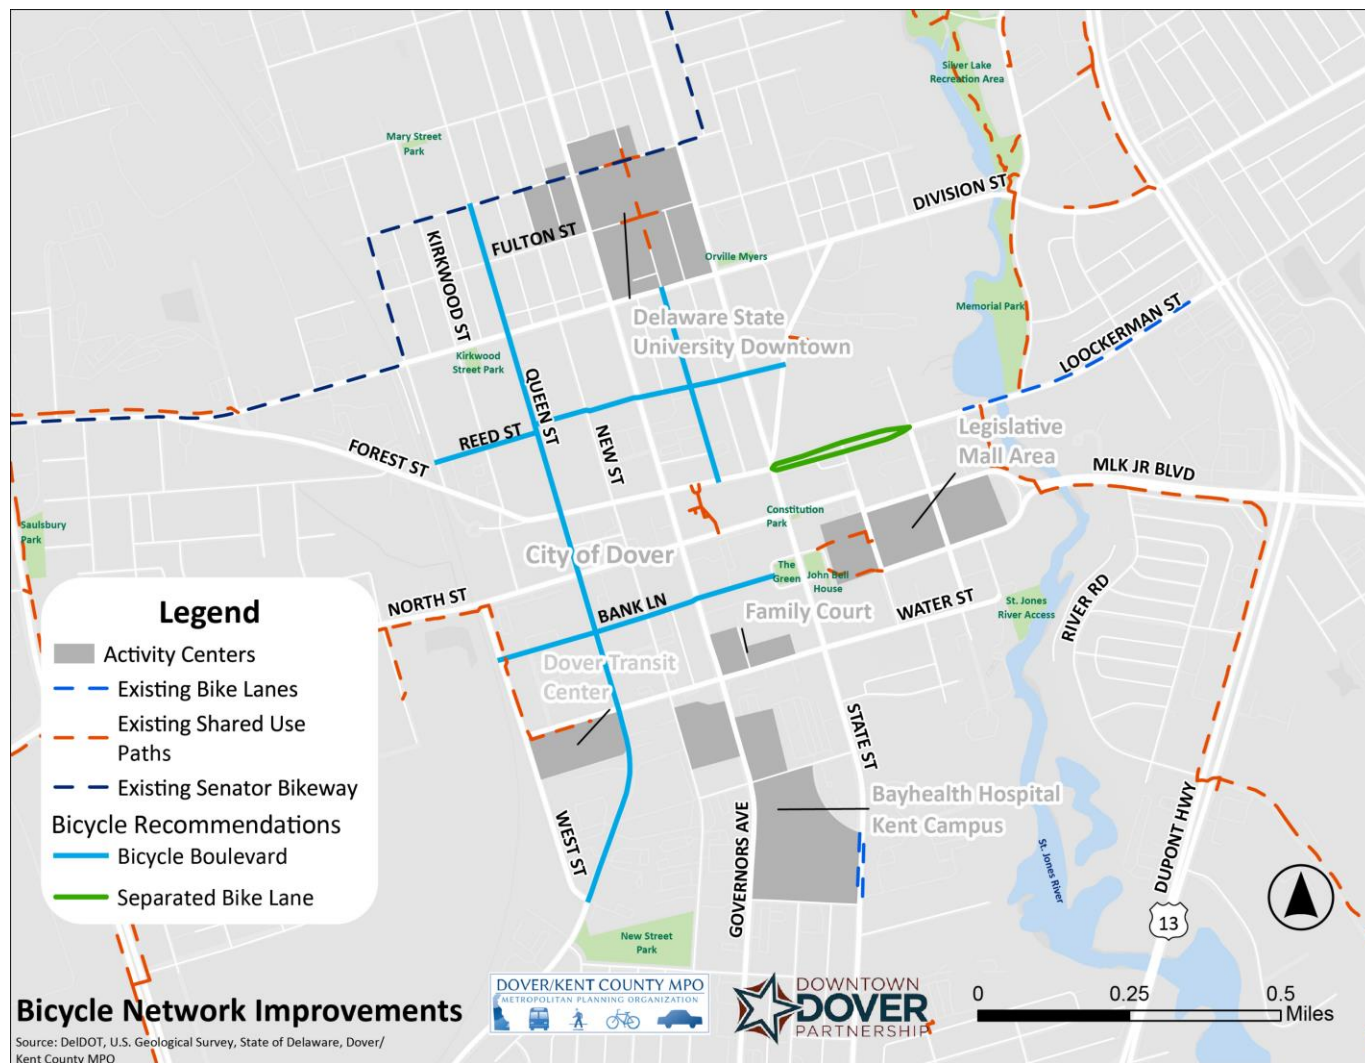 Silver Lake
Recreation Area
Mary Street
Park
DIVISION ST
KIRKWOOD ST
FULTON ST
Orville Myers
Memorial Park
Delaware State
University Downtown
LOOCKERMAN ST
Kirkwood
Street Park
QUEEN ST
REED ST
FOREST ST
NEW ST
Legislative
Mall Area
MLK JR BLVD
Saulsbury
Park
Constitution
Park
City of Dover
The
Green
John Bell
House
NORTH ST
BANK LN
Family Court
WATER ST
St. Jones
River Access
RIVER RD
Dover Transit
Center
Legend
Activity Centers
Existing Bike Lanes
Existing Shared Use
Paths
Existing Senator Bikeway
Bicycle Recommendations
Bicycle Boulevard
Separated Bike Lane
STATE ST
Bayhealth Hospital
Kent Campus
WEST ST
GOVERNORS AVE
DUPONT HWY
St. Jones River
13
New Street
Park
Bicycle Network Improvements
Source: DelDOT, U.S. Geological Survey, State of Delaware, Dover/
Kent County MPO
DOVER/KENT COUNTY MPO
METROPOLITAN PLANNING ORGANIZATION
DOWNTOWN
DOVER
PARTNERSHIP
0 0.25 0.5
Miles